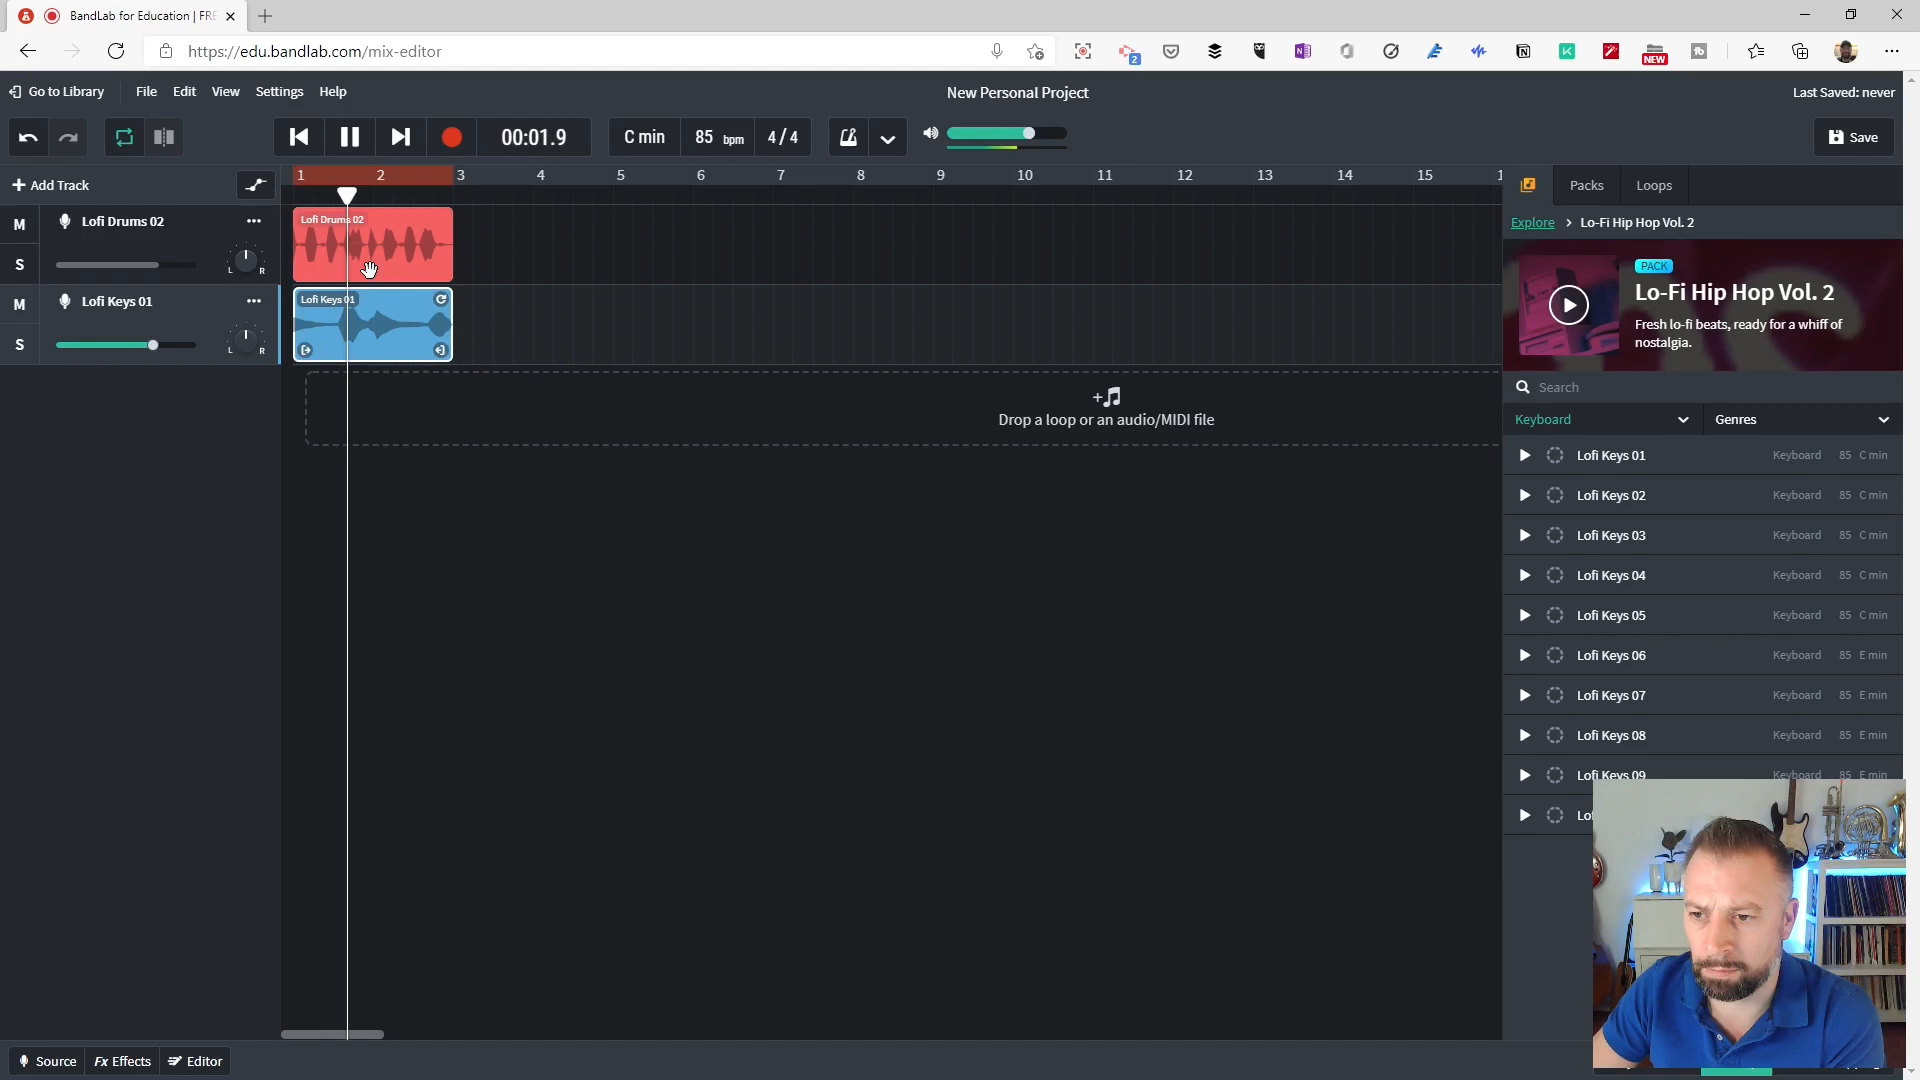 BandLab for Education | FRE
https://edu.bandlab.com/mix-editor
2
NEW
Go to Library
File
Edit
View
Settings
Help
New Personal Project
Last Saved: never
00:01.9
C min
85 bpm
4/4
Save
Add Track
1 2 3 4 5 6 7 8 9 10 11 12 13 14 15 1
Packs
Loops
M
Lofi Drums 02
S
L R
Lofi Drums 02
Explore > Lo-Fi Hip Hop Vol. 2
PACK
Lo-Fi Hip Hop Vol. 2
Fresh lo-fi beats, ready for a whiff of
nostalgia.
M
Lofi Keys 01
S
L R
Lofi Keys 01
Drop a loop or an audio/MIDI file
Search
Keyboard
Genres
Lofi Keys 01 Keyboard 85 C min
Lofi Keys 02 Keyboard 85 C min
Lofi Keys 03 Keyboard 85 C min
Lofi Keys 04 Keyboard 85 C min
Lofi Keys 05 Keyboard 85 C min
Lofi Keys 06 Keyboard 85 E min
Lofi Keys 07 Keyboard 85 E min
Lofi Keys 08 Keyboard 85 E min
Lofi Keys 09 Keyboard 85 E min
Lof
Source
Fx Effects
Editor